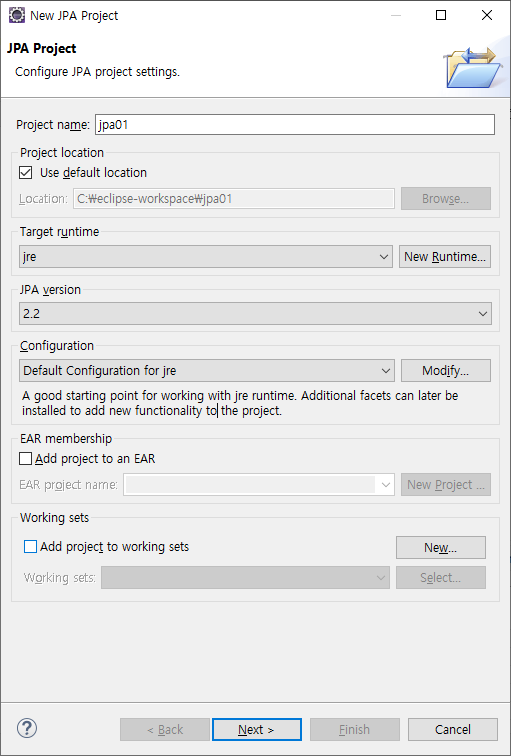 New JPA Project
JPA Project
Configure JPA project settings.
Project name: jpa01
Project location
Use default location
Location: C:₩eclipse-workspace₩jpa01 Browse...
Target runtime
jre New Runtime...
JPA version
2.2
Configuration
Default Configuration for jre Modify...
A good starting point for working with jre runtime. Additional facets can later be
installed to add new functionality to the project.
EAR membership
Add project to an EAR
EAR project name: New Project ...
Working sets
Add project to working sets New...
Working sets: Select...
? < Back Next > Finish Cancel